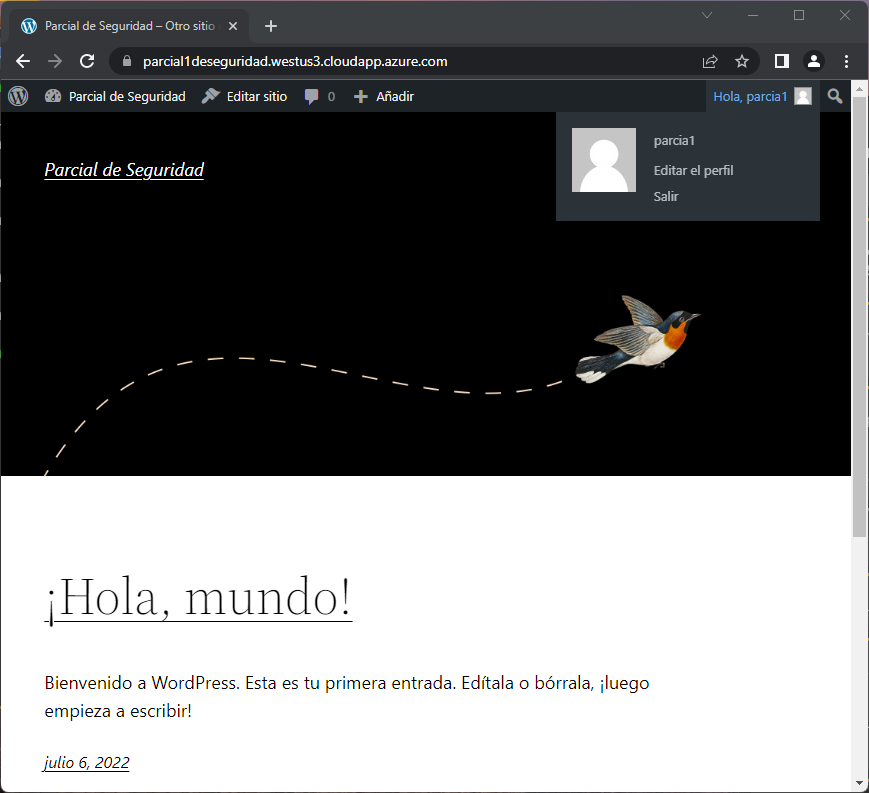 Parcial de Seguridad – Otro sitio
parcial1deseguridad.westus3.cloudapp.azure.com
Parcial de Seguridad Editar sitio 0 Añadir Hola, parcia1
parcia1
Editar el perfil
Salir
Parcial de Seguridad
¡Hola, mundo!
Bienvenido a WordPress. Esta es tu primera entrada. Edítala o bórrala, ¡luego
empieza a escribir!
julio 6, 2022